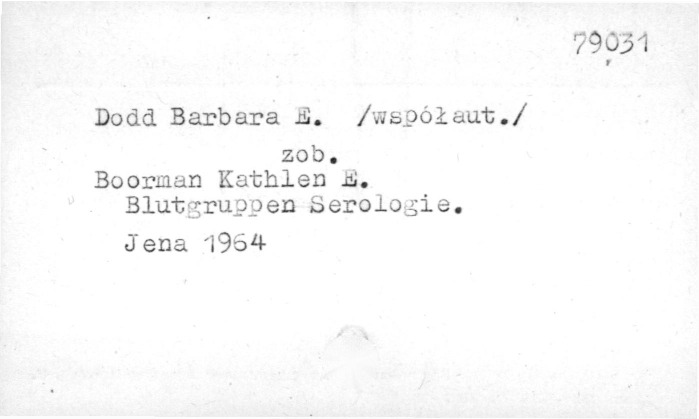 79031
Dodd Barbara E. /współaut./
zob.
Boorman Kathlen E.
Blutgruppen Serologie.
Jena 1964